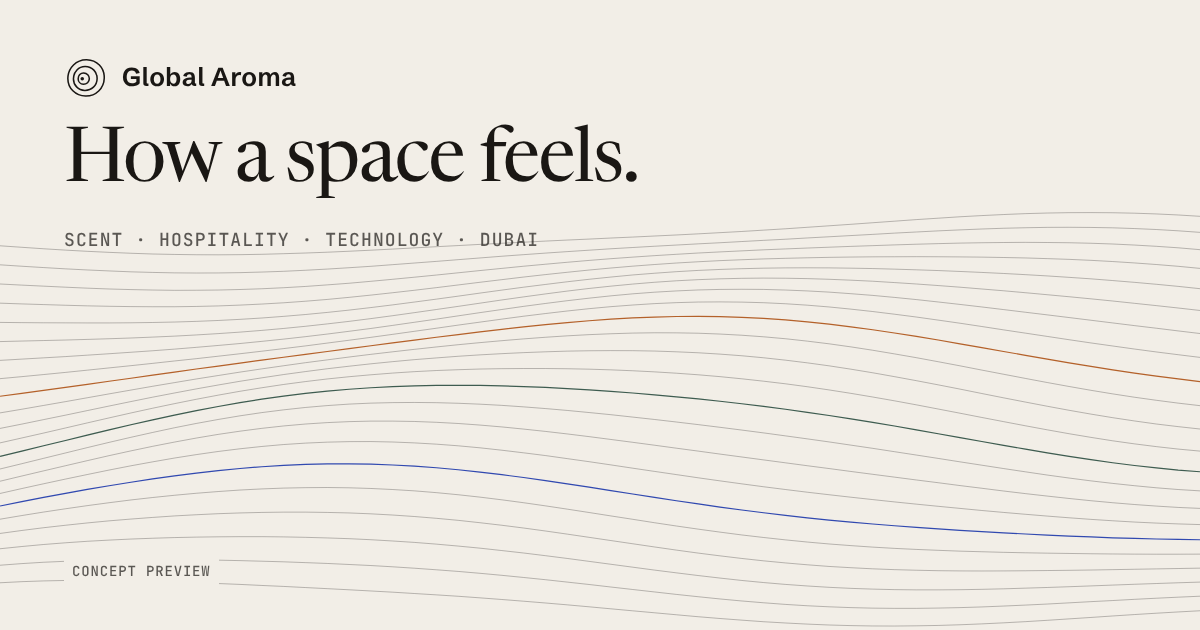 Global Aroma
How a space feels.
SCENT · HOSPITALITY · TECHNOLOGY · DUBAI
CONCEPT PREVIEW